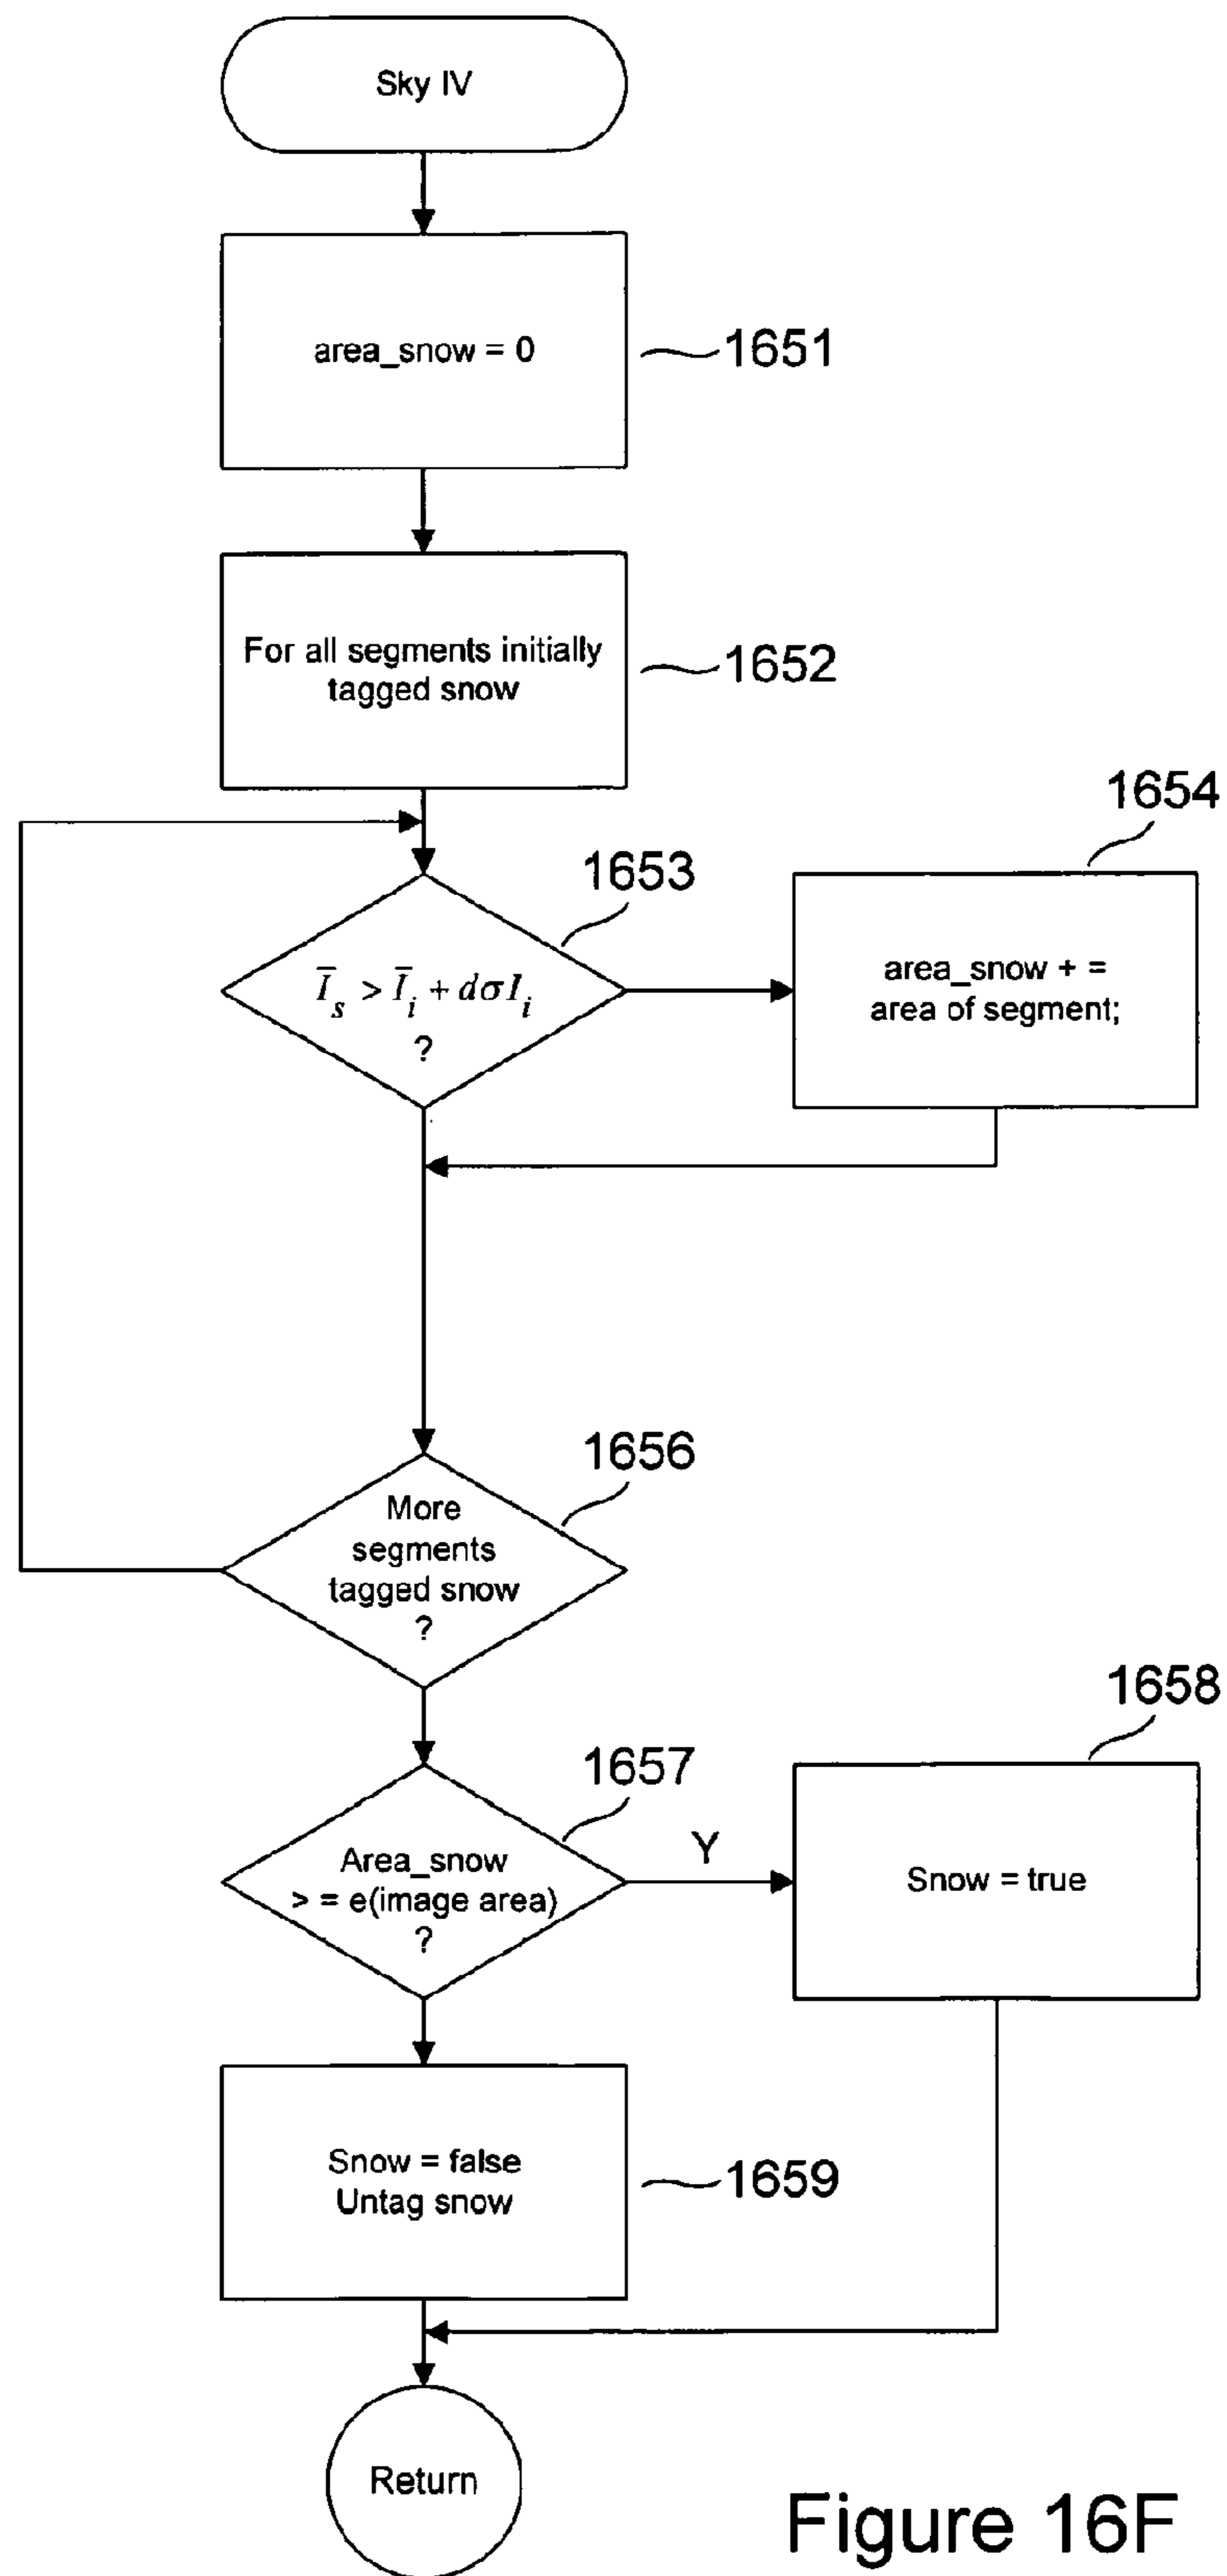 Sky IV
area_snow = 0
1651
For all segments initially
tagged snow
1652
1653
1654
Ī_s > Ī_i + dσI_i
?
area_snow + =
area of segment;
1656
More
segments
tagged snow
?
1657
1658
Area_snow
> = e(image area)
?
Y
Snow = true
Snow = false
Untag snow
1659
Return
Figure 16F